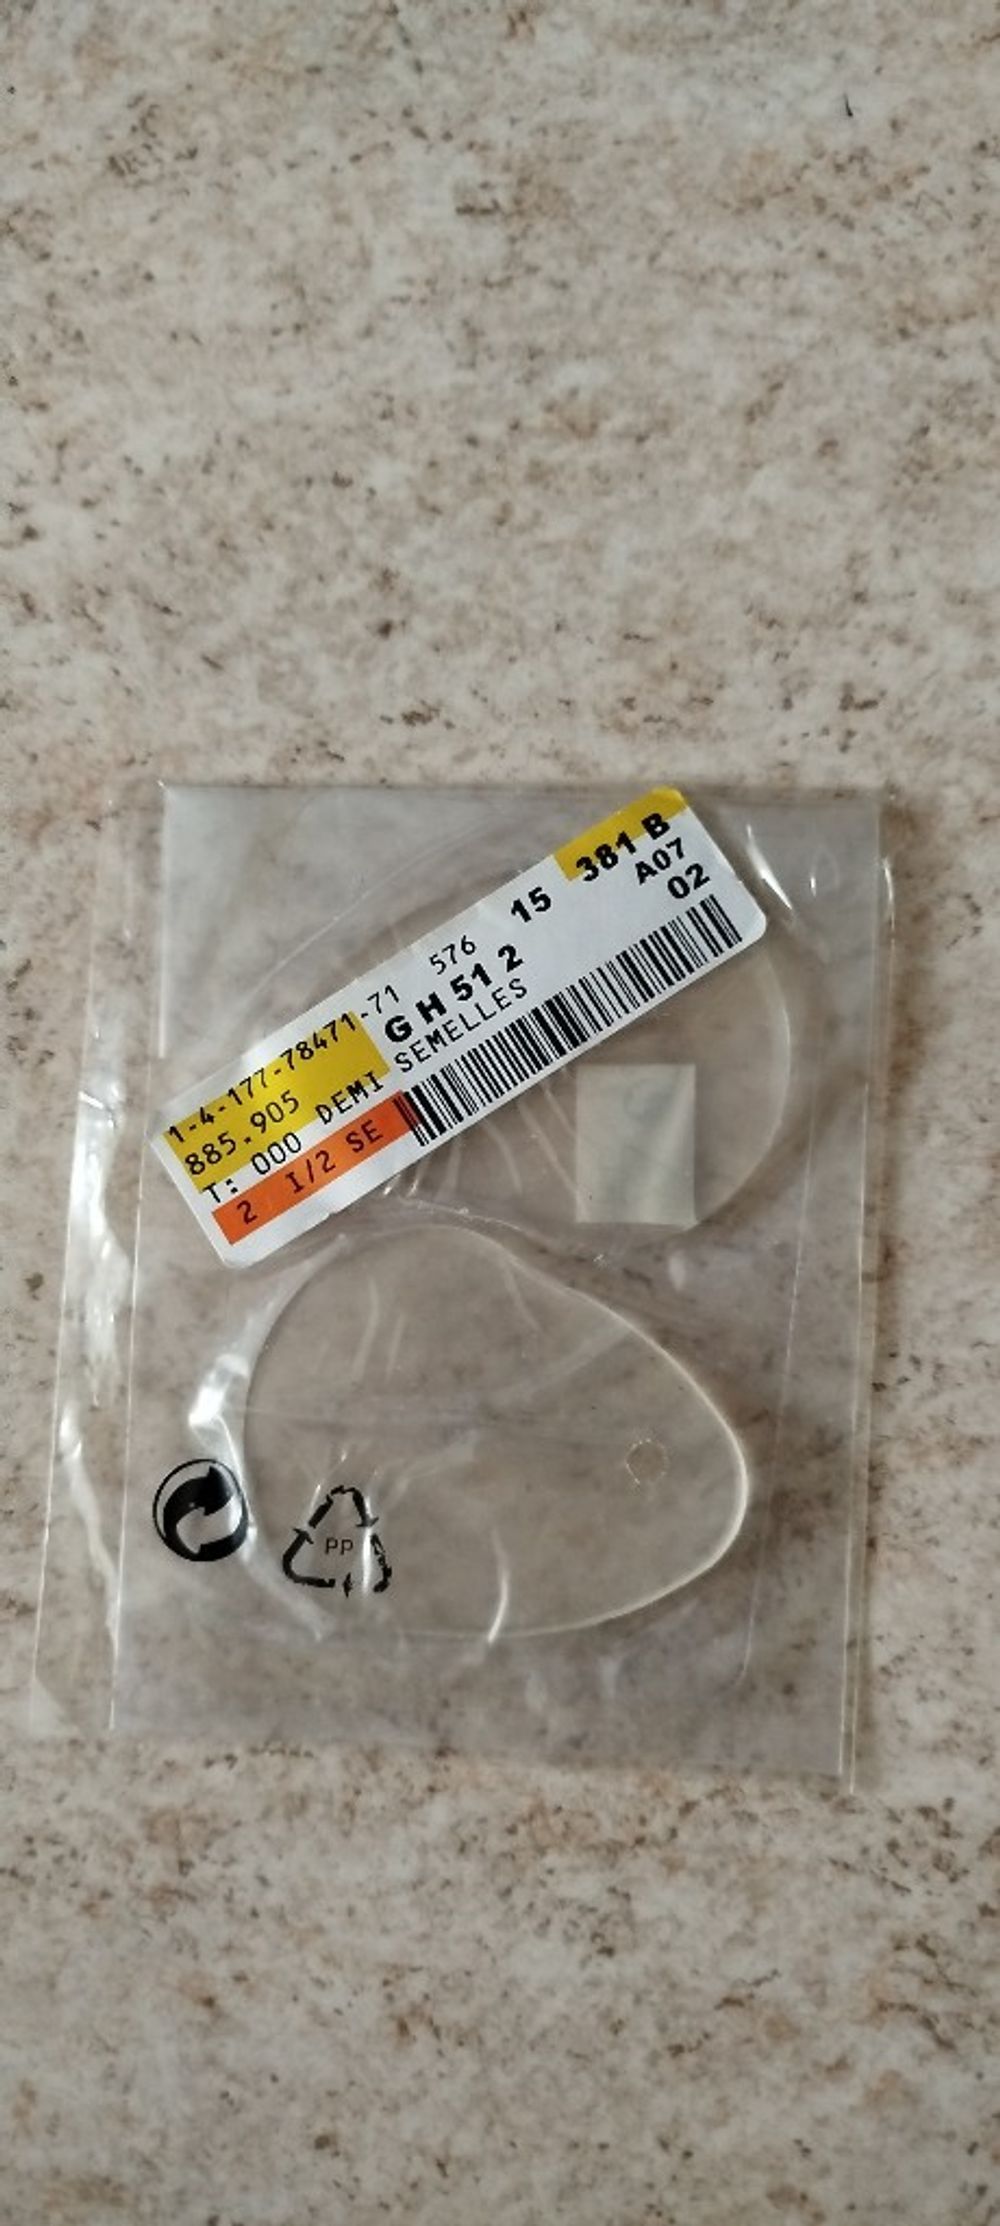 1-4-177-78471-71 576 15 381 B
885.905 G H 51 2 A07
T: 000 DEMI SEMELLES 02
2 I/2 SE
PP